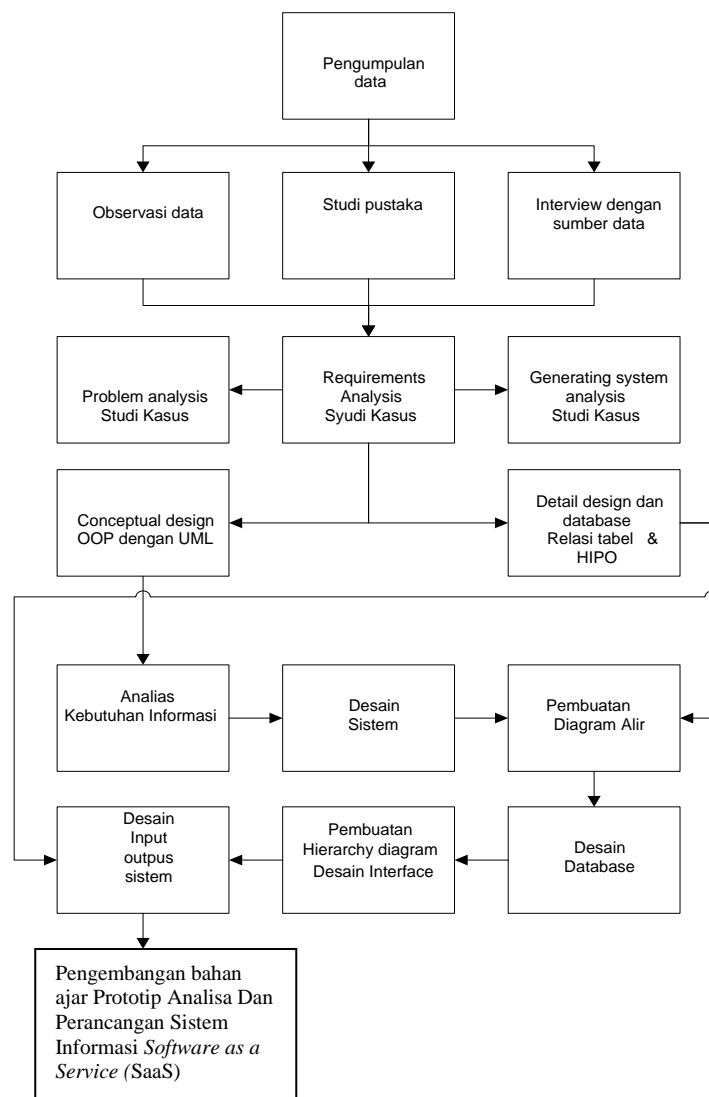 Pengumpulan
data
Observasi data
Studi pustaka
Interview dengan
sumber data
Problem analysis
Studi Kasus
Requirements
Analysis
Syudi Kasus
Generating system
analysis
Studi Kasus
Conceptual design
OOP dengan UML
Detail design dan
database
Relasi tabel &
HIPO
Analias
Kebutuhan Informasi
Desain
Sistem
Pembuatan
Diagram Alir
Desain
Input
outpus
sistem
Pembuatan
Hierarchy diagram
Desain Interface
Desain
Database
Pengembangan bahan
ajar Prototip Analisa Dan
Perancangan Sistem
Informasi Software as a
Service (SaaS)